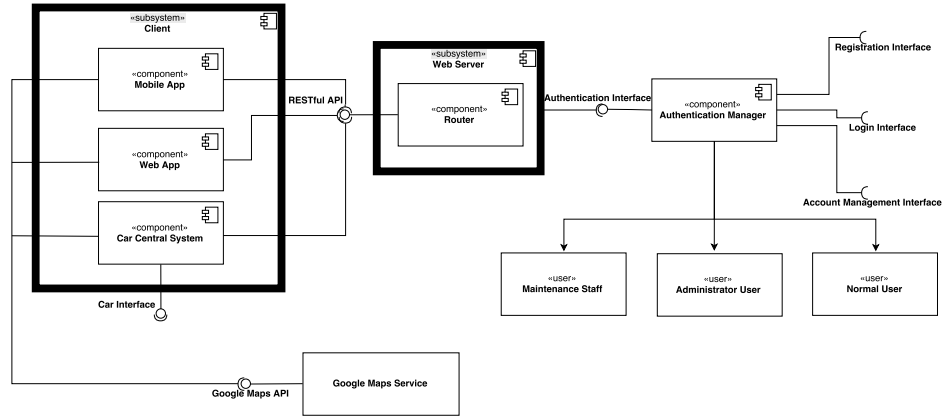 «subsystem»
Client
«component»
Mobile App
«component»
Web App
«component»
Car Central System
Car Interface
RESTful API
«subsystem»
Web Server
«component»
Router
Authentication Interface
«component»
Authentication Manager
Registration Interface
Login Interface
Account Management Interface
«user»
Maintenance Staff
«user»
Administrator User
«user»
Normal User
Google Maps API
Google Maps Service